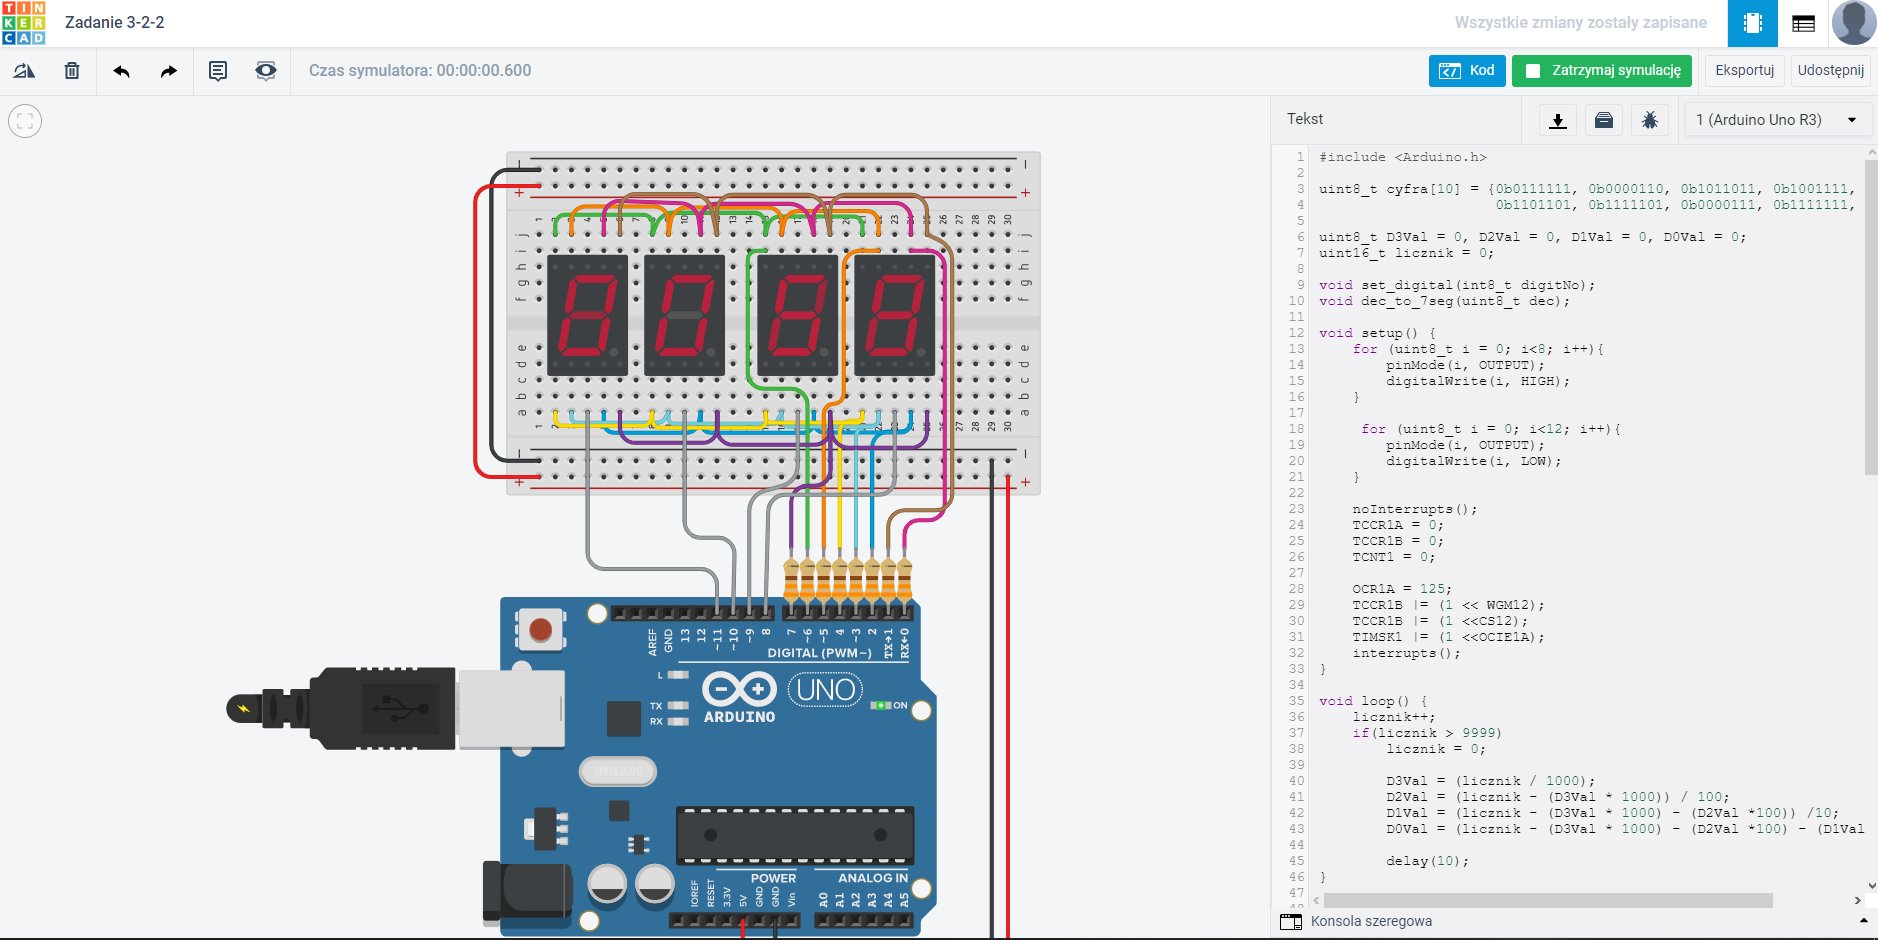 TIN
KER
CAD
Zadanie 3-2-2
Wszystkie zmiany zostały zapisane
Czas symulatora: 00:00:00.600
Kod
Zatrzymaj symulację
Eksportuj
Udostępnij
Tekst
1 (Arduino Uno R3)
1 #include <Arduino.h>
2
3 uint8_t cyfra[10] = {0b0111111, 0b0000110, 0b1011011, 0b1001111,
4 0b1101101, 0b1111101, 0b0000111, 0b1111111,
5
6 uint8_t D3Val = 0, D2Val = 0, D1Val = 0, D0Val = 0;
7 uint16_t licznik = 0;
8
9 void set_digital(int8_t digitNo);
10 void dec_to_7seg(uint8_t dec);
11
12 void setup() {
13 for (uint8_t i = 0; i<8; i++){
14 pinMode(i, OUTPUT);
15 digitalWrite(i, HIGH);
16 }
17
18 for (uint8_t i = 0; i<12; i++){
19 pinMode(i, OUTPUT);
20 digitalWrite(i, LOW);
21 }
22
23 noInterrupts();
24 TCCR1A = 0;
25 TCCR1B = 0;
26 TCNT1 = 0;
27
28 OCR1A = 125;
29 TCCR1B |= (1 << WGM12);
30 TCCR1B |= (1 <<CS12);
31 TIMSK1 |= (1 <<OCIE1A);
32 interrupts();
33 }
34
35 void loop() {
36 licznik++;
37 if(licznik > 9999)
38 licznik = 0;
39
40 D3Val = (licznik / 1000);
41 D2Val = (licznik - (D3Val * 1000)) / 100;
42 D1Val = (licznik - (D3Val * 1000) - (D2Val *100)) /10;
43 D0Val = (licznik - (D3Val * 1000) - (D2Val *100) - (D1Val
44
45 delay(10);
46 }
47
Konsola szeregowa
j i h g f
e d c b a
j i h g f
e d c b a
AREF
GND
13
12
~11
~10
~9
8
7
~6
~5
4
~3
2
TX→1
RX←0
DIGITAL (PWM~)
L
TX
RX
ARDUINO
UNO
ON
IOREF
RESET
3.3V
5V
GND
GND
Vin
POWER
ANALOG IN
A0
A1
A2
A3
A4
A5